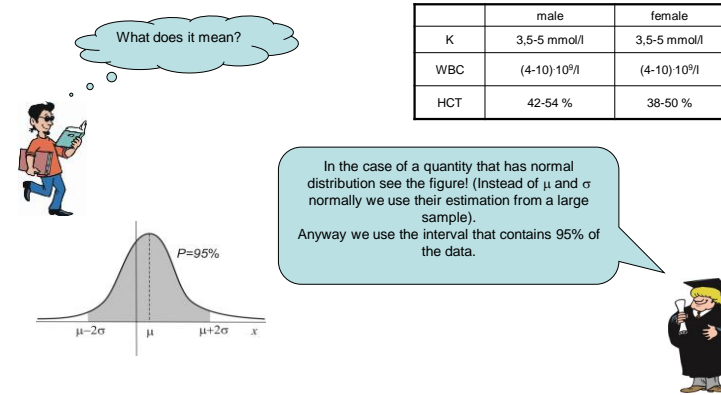 What does it mean?
male female
K 3,5-5 mmol/l 3,5-5 mmol/l
WBC (4-10)·10⁹/l (4-10)·10⁹/l
HCT 42-54 % 38-50 %
In the case of a quantity that has normal
distribution see the figure! (Instead of μ and σ
normally we use their estimation from a large
sample).
Anyway we use the interval that contains 95% of
the data.
P=95%
μ−2σ μ μ+2σ x